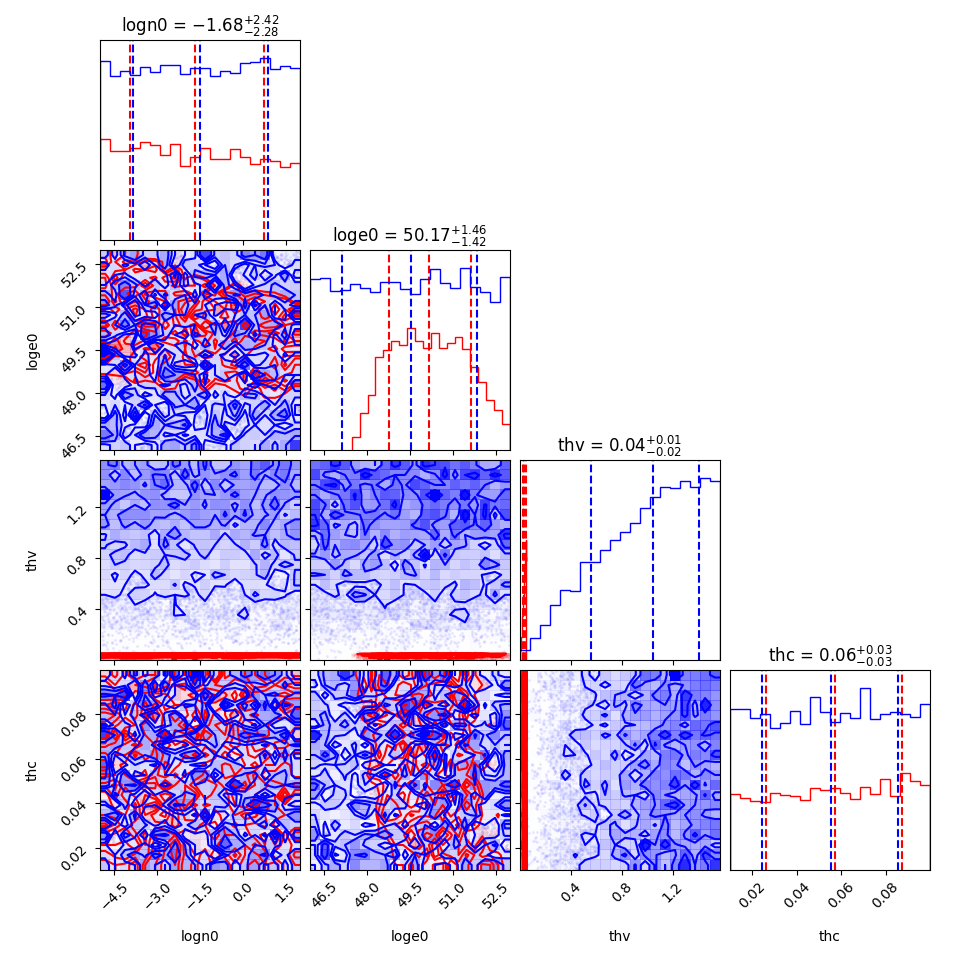 logn0 = −1.68+2.42−2.28
loge0 = 50.17+1.46−1.42
52.5
51.0
49.5
48.0
46.5
loge0
thv = 0.04+0.01−0.02
1.2
0.8
0.4
thv
thc = 0.06+0.03−0.03
0.08
0.06
0.04
0.02
thc
−4.5 −3.0 −1.5 0.0 1.5 46.5 48.0 49.5 51.0 52.5 0.4 0.8 1.2 0.02 0.04 0.06 0.08
logn0 loge0 thv thc